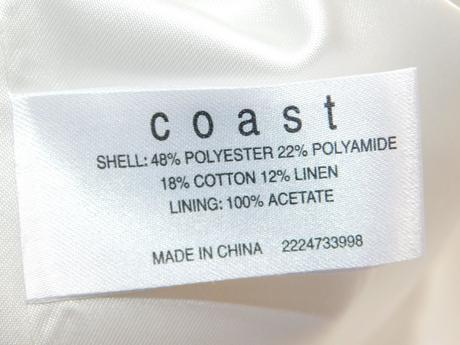 coast
SHELL: 48% POLYESTER 22% POLYAMIDE
18% COTTON 12% LINEN
LINING: 100% ACETATE
MADE IN CHINA 2224733998